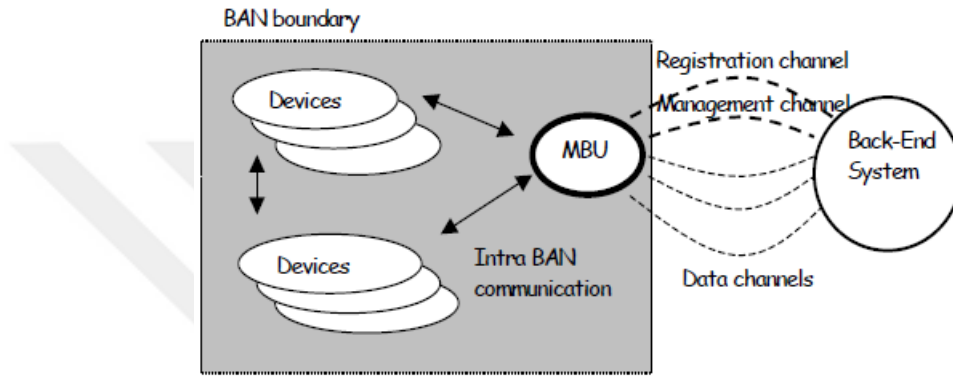 BAN boundary
Registration channel
Devices
Management channel
MBU
Back-End
System
Devices
Intra BAN
communication
Data channels